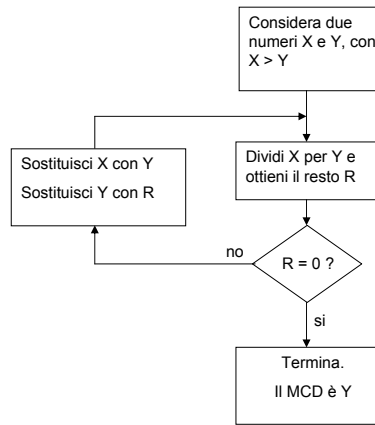 Considera due
numeri X e Y, con
X > Y
Dividi X per Y e
ottieni il resto R
Sostituisci X con Y
Sostituisci Y con R
R = 0 ?
no
si
Termina.
Il MCD è Y